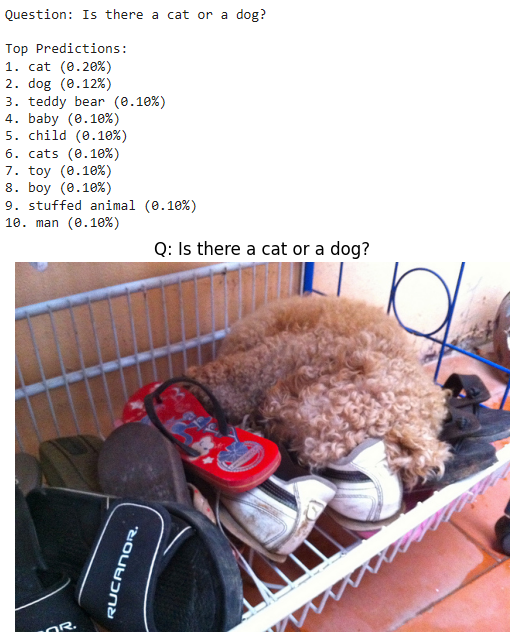 Question: Is there a cat or a dog?
Top Predictions:
1. cat (0.20%)
2. dog (0.12%)
3. teddy bear (0.10%)
4. baby (0.10%)
5. child (0.10%)
6. cats (0.10%)
7. toy (0.10%)
8. boy (0.10%)
9. stuffed animal (0.10%)
10. man (0.10%)
Q: Is there a cat or a dog?
RUCANOR.
OR.